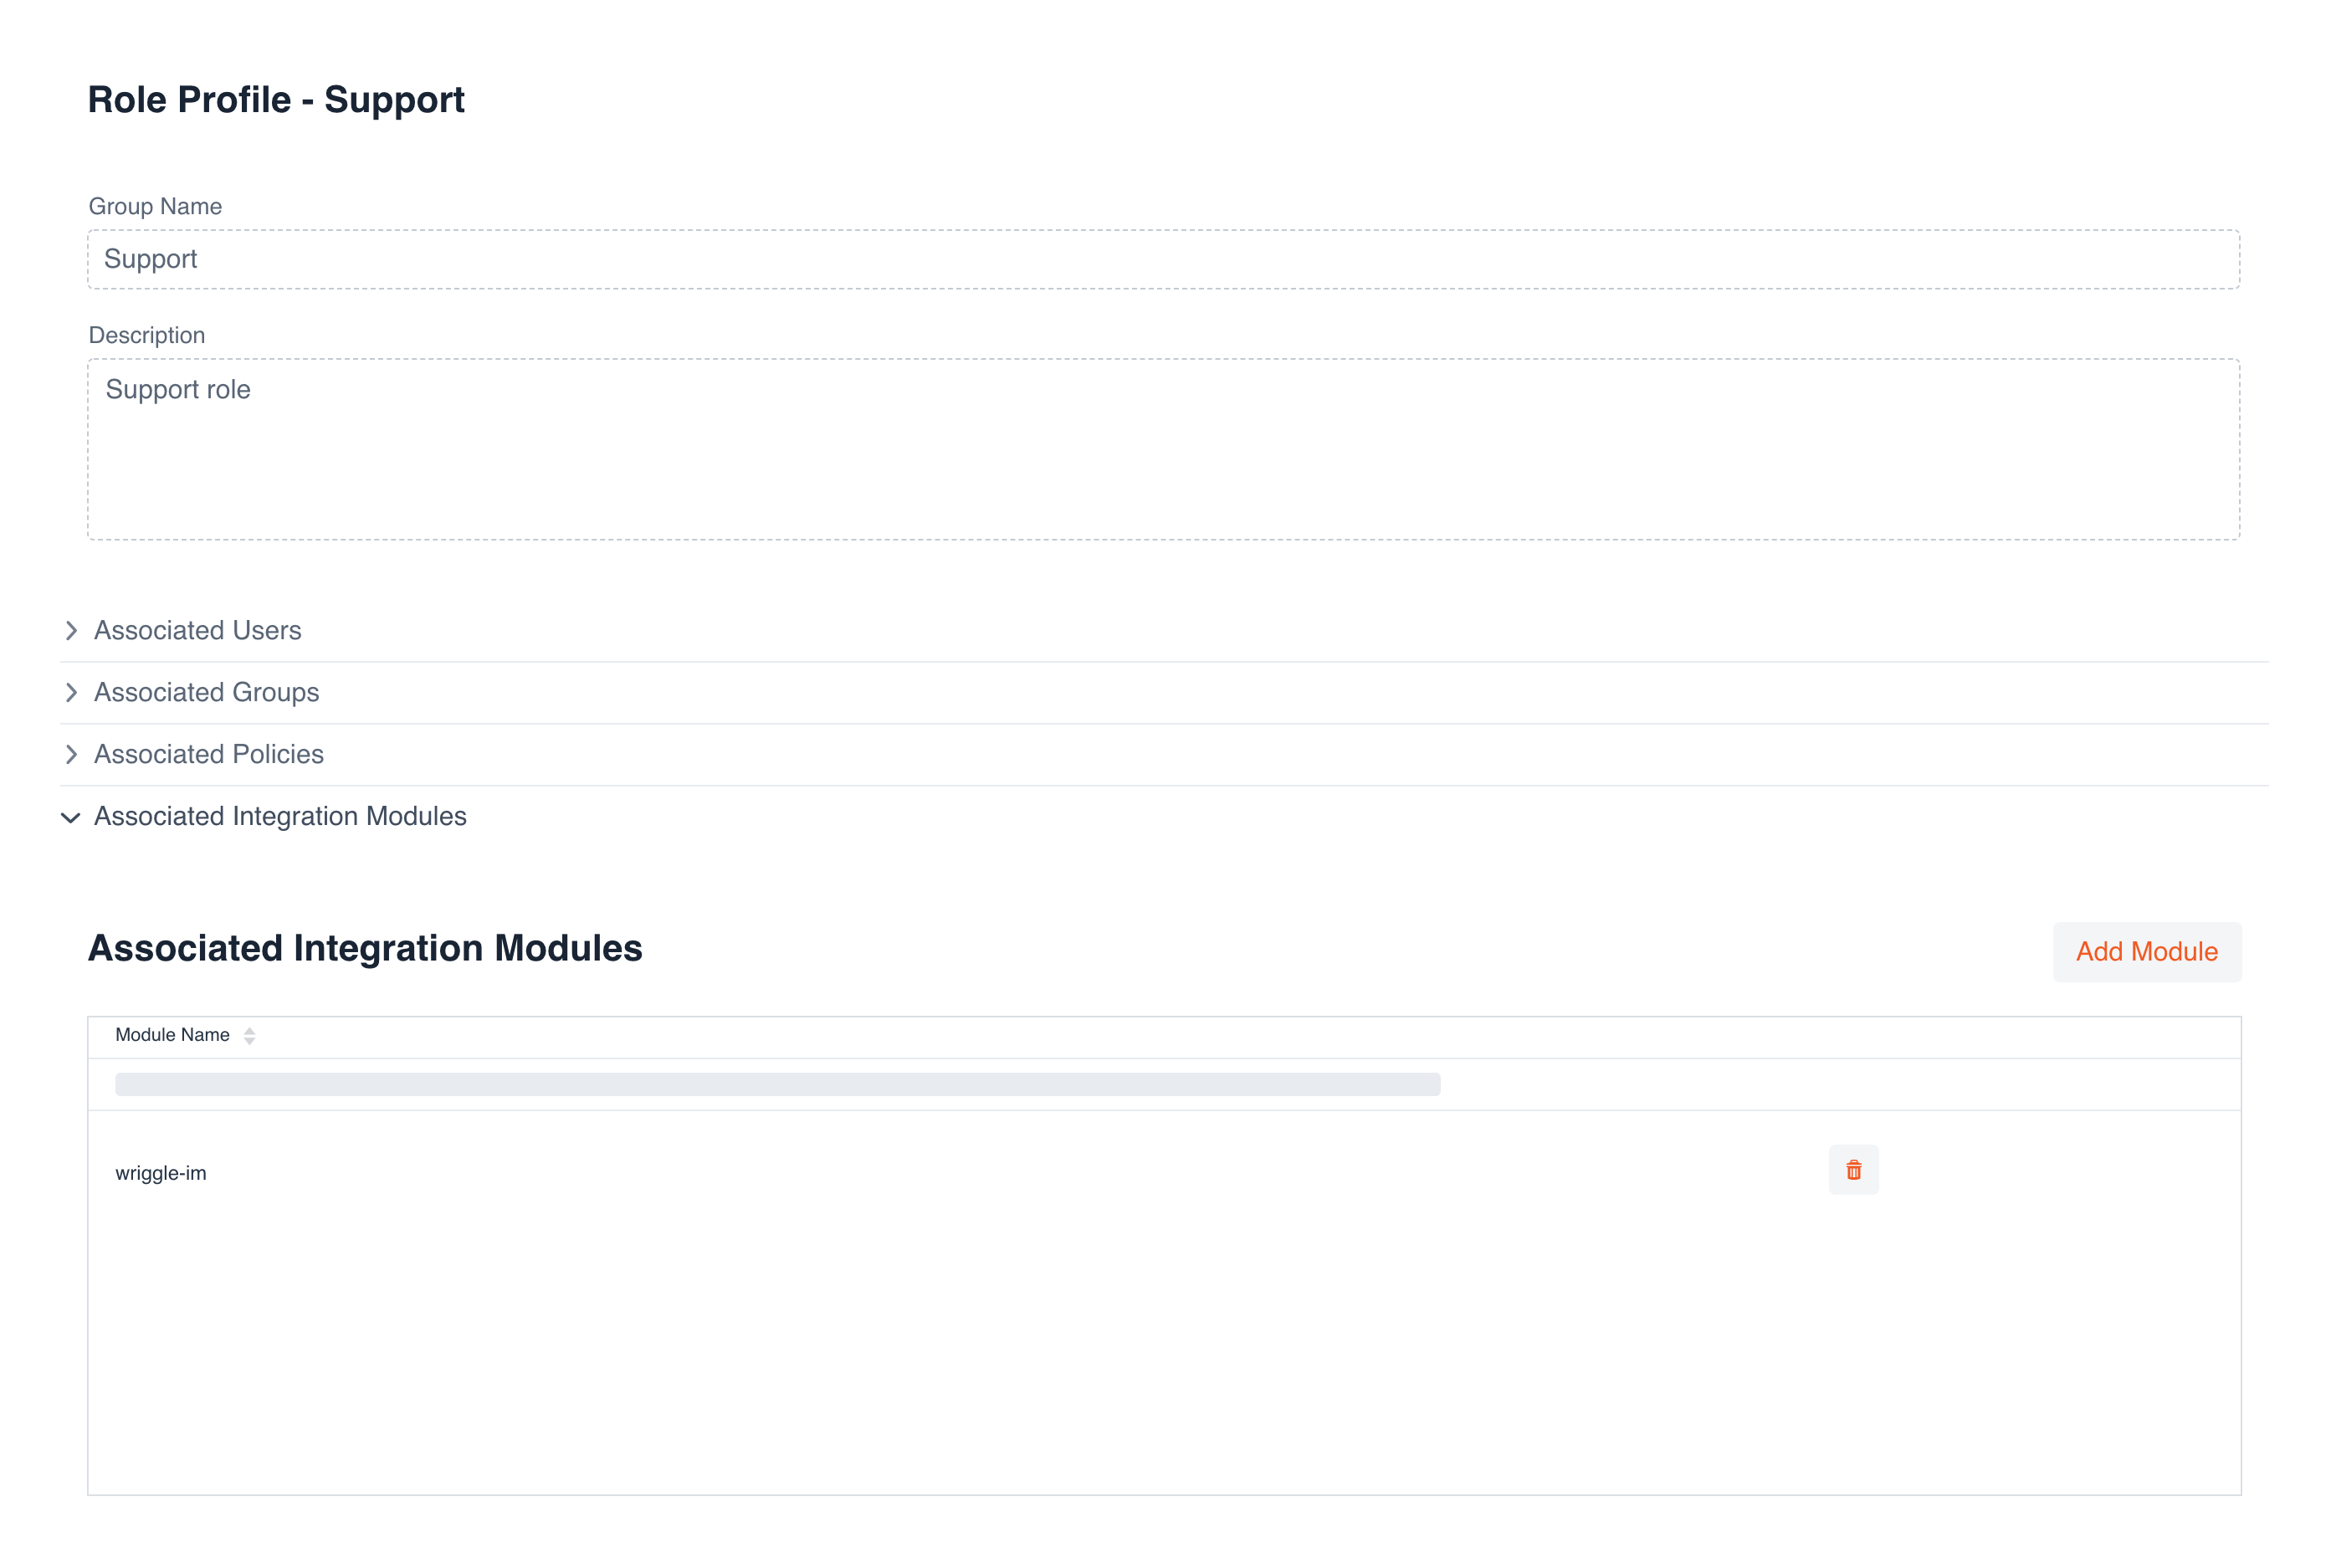 Role Profile - Support
Group Name
Support
Description
Support role
Associated Users
Associated Groups
Associated Policies
Associated Integration Modules
Associated Integration Modules
Add Module
Module Name
wriggle-im